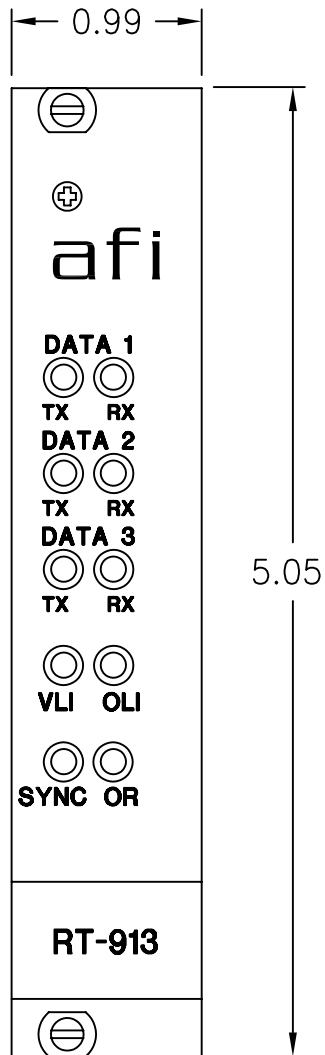 0.99
afi
DATA 1
TX RX
DATA 2
TX RX
DATA 3
TX RX
5.05
VLI OLI
SYNC OR
RT-913